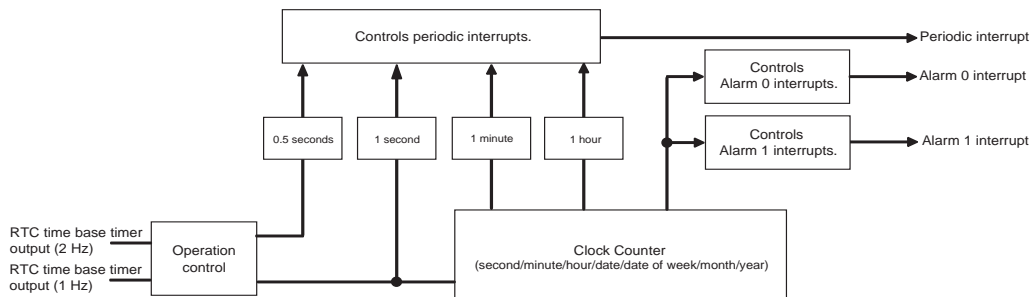 Controls periodic interrupts.
Periodic interrupt
Controls
Alarm 0 interrupts.
Alarm 0 interrupt
0.5 seconds
1 second
1 minute
1 hour
Controls
Alarm 1 interrupts.
Alarm 1 interrupt
RTC time base timer
output (2 Hz)
RTC time base timer
output (1 Hz)
Operation
control
Clock Counter
(second/minute/hour/date/date of week/month/year)